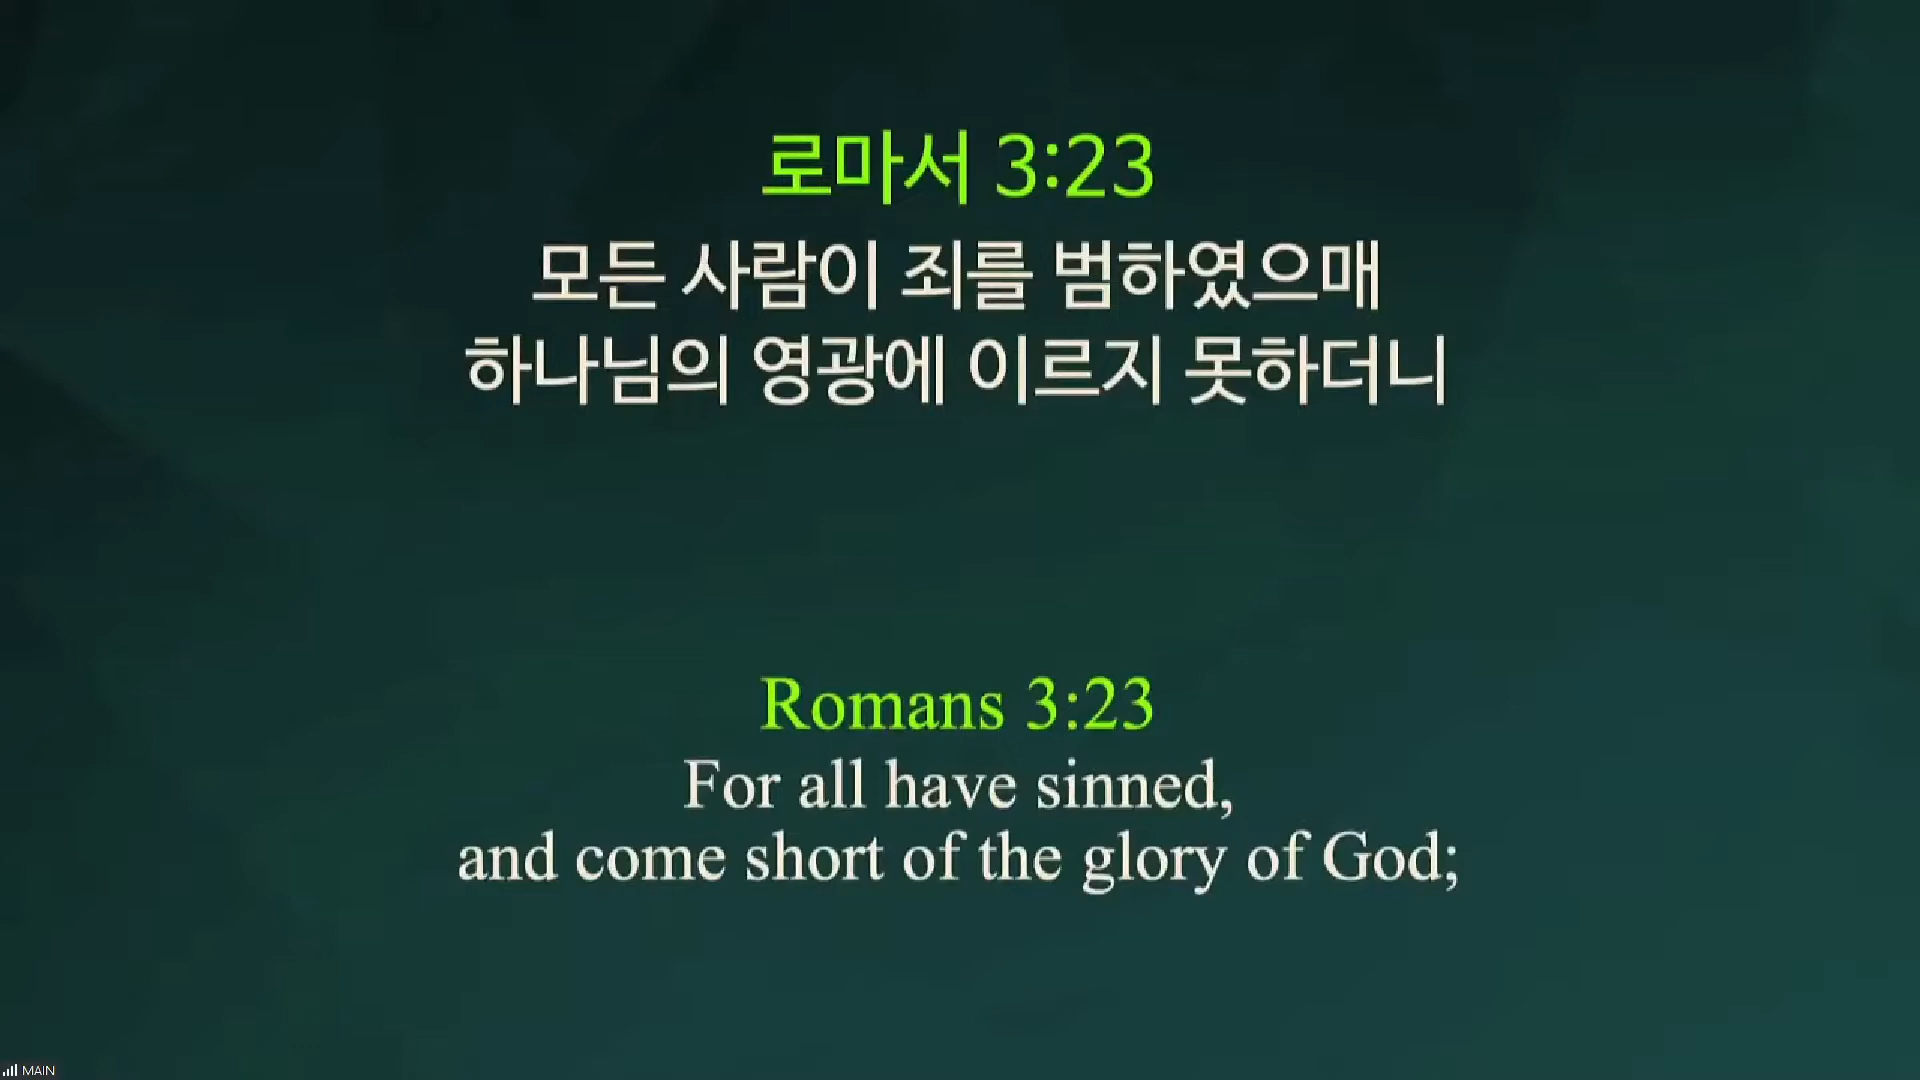 로마서 3:23
모든 사람이 죄를 범하였으매
하나님의 영광에 이르지 못하더니
Romans 3:23
For all have sinned,
and come short of the glory of God;
MAIN